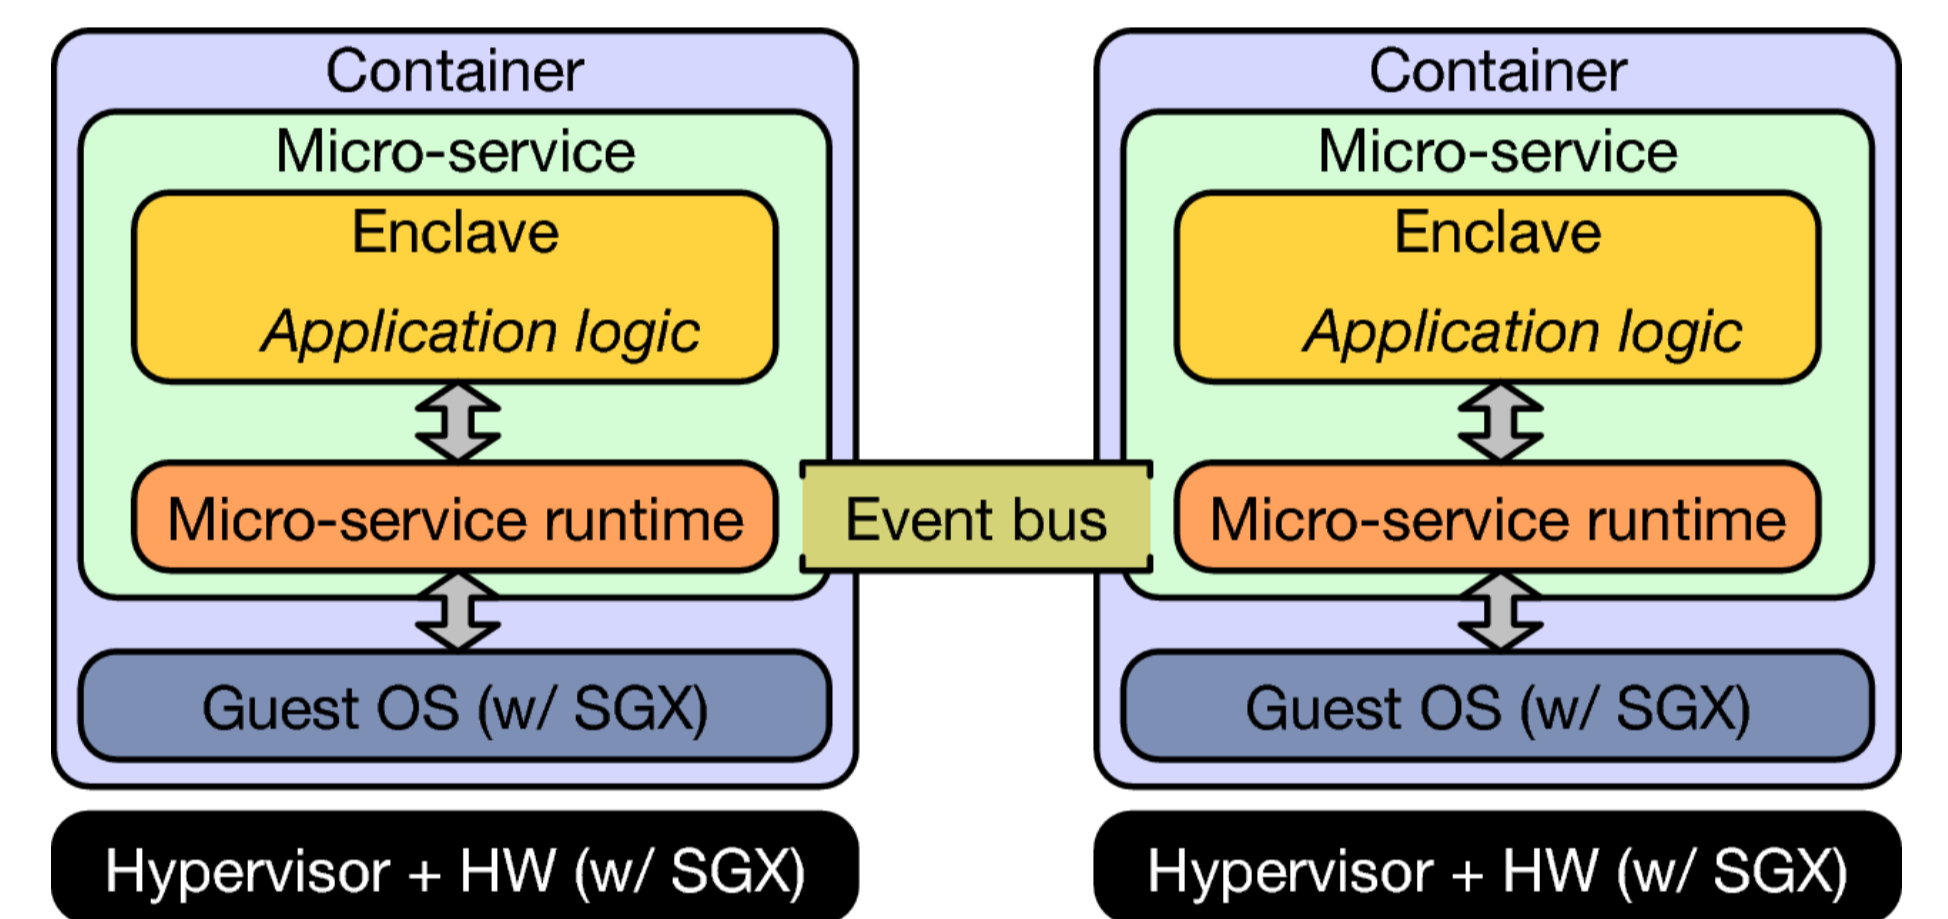 Container
Micro-service
Enclave
Application logic
Micro-service runtime
Guest OS (w/ SGX)
Hypervisor + HW (w/ SGX)
Event bus
Container
Micro-service
Enclave
Application logic
Micro-service runtime
Guest OS (w/ SGX)
Hypervisor + HW (w/ SGX)